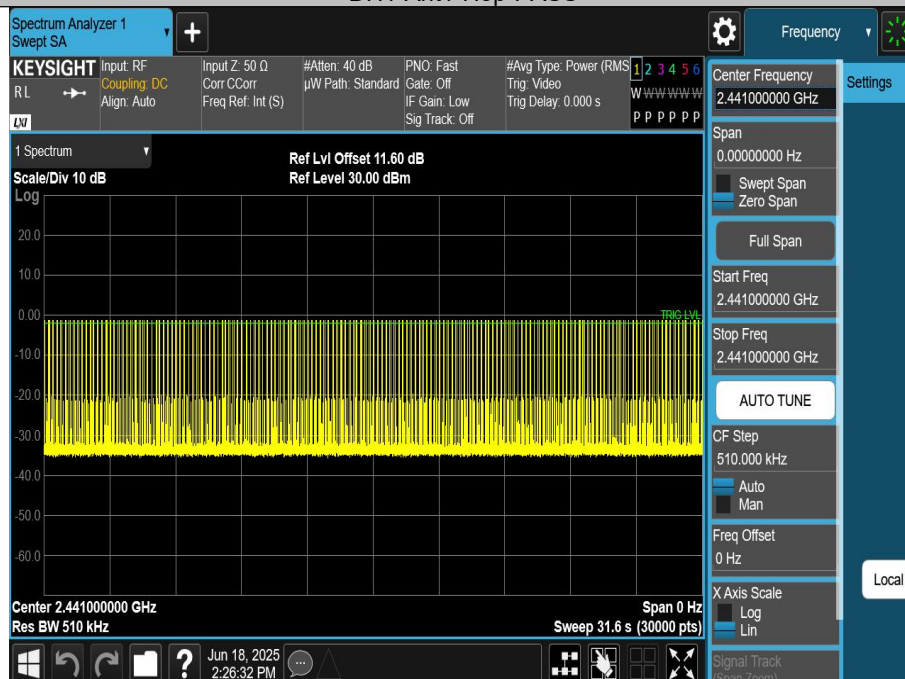 Spectrum Analyzer 1
Swept SA
Frequency
KEYSIGHT
RL
LXI
Input: RF
Coupling: DC
Align: Auto
Input Z: 50 Ω
Corr CCorr
Freq Ref: Int (S)
#Atten: 40 dB
µW Path: Standard
PNO: Fast
Gate: Off
IF Gain: Low
Sig Track: Off
#Avg Type: Power (RMS
Trig: Video
Trig Delay: 0.000 s
1 2 3 4 5 6
W W W W W W
P P P P P P
Center Frequency
2.441000000 GHz
Settings
Span
0.00000000 Hz
Swept Span
Zero Span
Full Span
Start Freq
2.441000000 GHz
Stop Freq
2.441000000 GHz
AUTO TUNE
CF Step
510.000 kHz
Auto
Man
Freq Offset
0 Hz
X Axis Scale
Log
Lin
Signal Track
(Span Zoom)
Local
1 Spectrum
Scale/Div 10 dB
Ref Lvl Offset 11.60 dB
Ref Level 30.00 dBm
Log
20.0
10.0
0.00
TRIG LVL
-10.0
-20.0
-30.0
-40.0
-50.0
-60.0
Center 2.441000000 GHz
Span 0 Hz
Res BW 510 kHz
Sweep 31.6 s (30000 pts)
Jun 18, 2025
2:26:32 PM